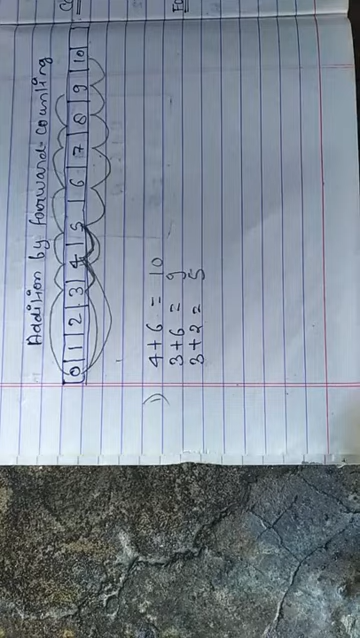 Addition by forward counting
0 1 2 3 4 5 6 7 8 9 10
1) 4+6 = 10
3+6 = 9
3+2 = 5